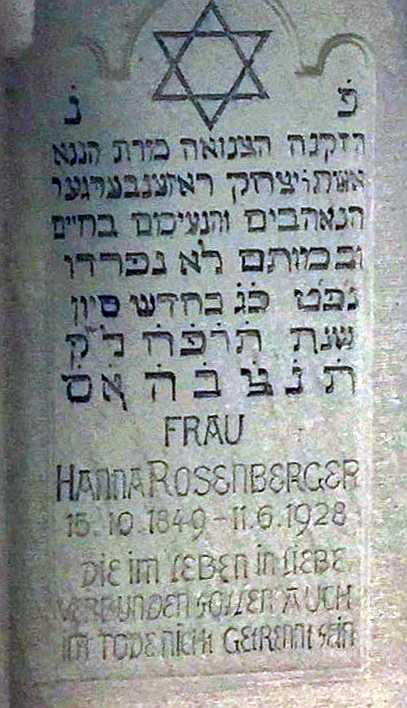 פ נ
הזקנה הצנועה מרת הננא
אשת ר׳ יצחק ראזענבערגער
הנאהבים והנעימים בחיים
ובמותם לא נפרדו
נפט׳ כג בחדש סיון
שנת תרפח לפק
ת נ צ ב ה אס
FRAU
HANNA ROSENBERGER
15.10.1849-11.6.1928
DIE IM LEBEN IN LIEBE
VERBUNDEN SOLLEN AUCH
IM TODE NICHT GETRENNT SEIN